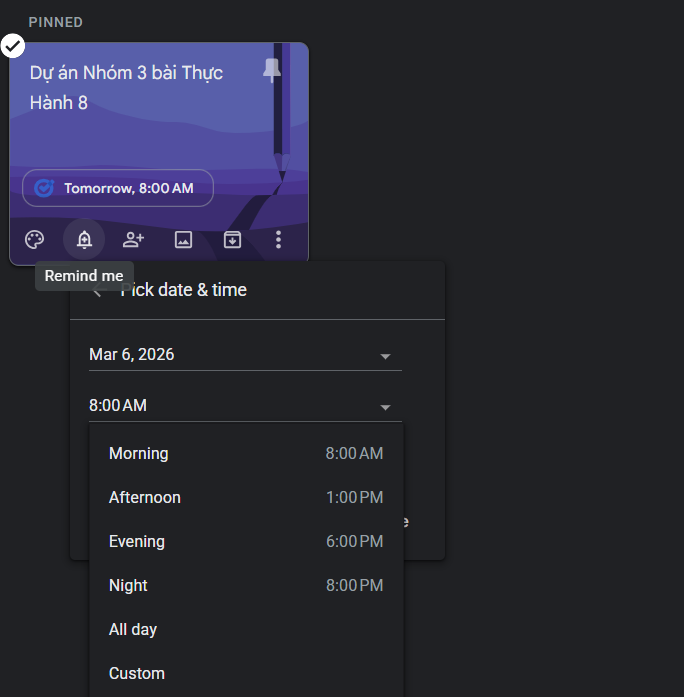 PINNED
Dự án Nhóm 3 bài Thực
Hành 8
Tomorrow, 8:00 AM
Remind me
Pick date & time
Mar 6, 2026
8:00 AM
Morning 8:00 AM
Afternoon 1:00 PM
Evening 6:00 PM
Night 8:00 PM
All day
Custom